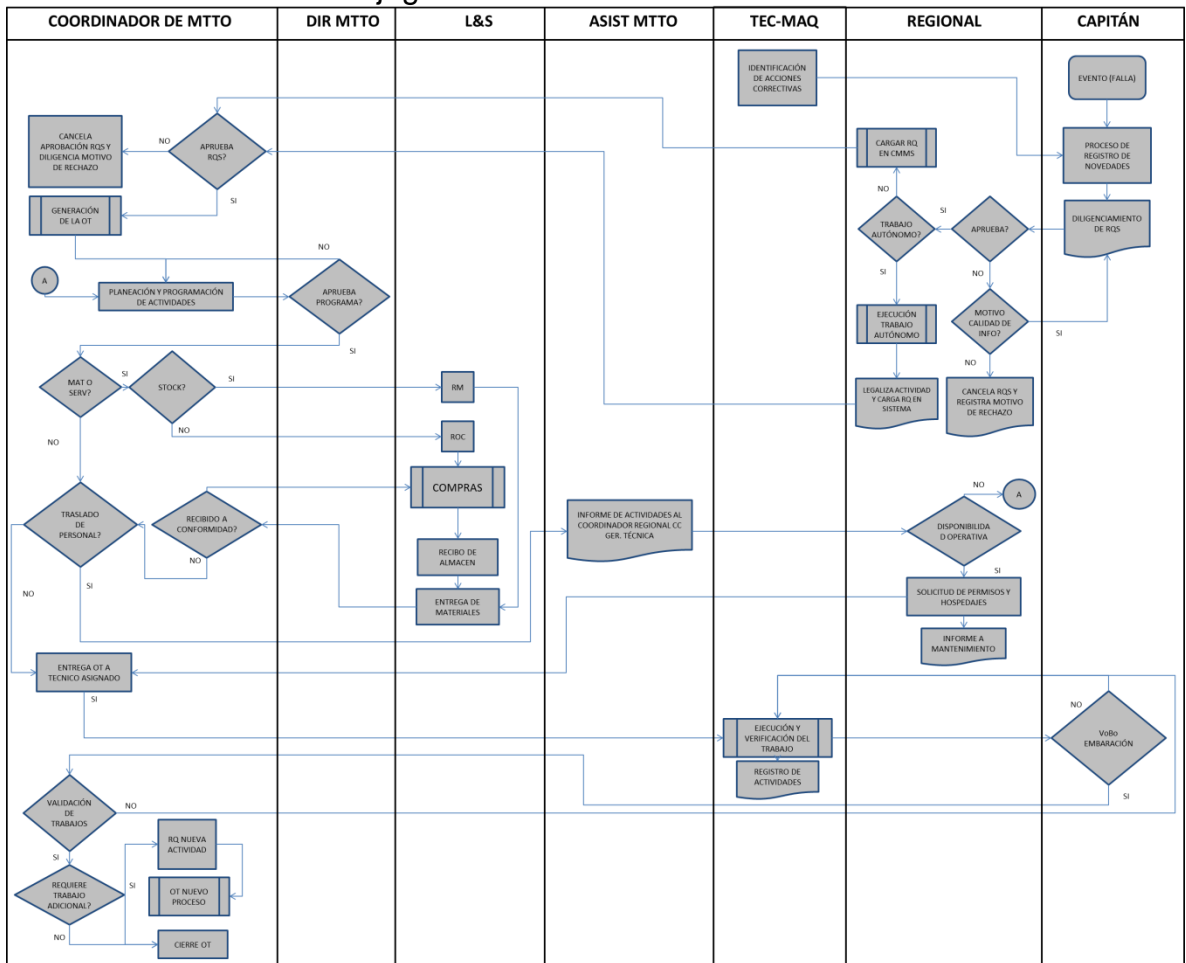 COORDINADOR DE MTTO
DIR MTTO
L&S
ASIST MTTO
TEC-MAQ
REGIONAL
CAPITÁN
IDENTIFICACIÓN
DE ACCIONES
CORRECTIVAS
EVENTO (FALLA)
CANCELA
APROBACIÓN RQS Y
DILIGENCIA MOTIVO
DE RECHAZO
NO
APRUEBA
RQS?
SI
CARGAR RQ
EN CMMS
PROCESO DE
REGISTRO DE
NOVEDADES
GENERACIÓN
DE LA OT
NO
TRABAJO
AUTÓNOMO?
SI
APRUEBA?
DILIGENCIAMIENTO
DE RQS
NO
A
PLANEACIÓN Y PROGRAMACIÓN
DE ACTIVIDADES
APRUEBA
PROGRAMA?
SI
SI
NO
EJECUCIÓN
TRABAJO
AUTÓNOMO
MOTIVO
CALIDAD DE
INFO?
SI
NO
MAT O
SERV?
SI
STOCK?
SI
RM
LEGALIZA ACTIVIDAD
Y CARGA RQ EN
SISTEMA
CANCELA RQS Y
REGISTRA MOTIVO
DE RECHAZO
NO
NO
ROC
COMPRAS
TRASLADO
DE
PERSONAL?
RECIBIDO A
CONFORMIDAD?
NO
SI
NO
RECIBO DE
ALMACEN
ENTREGA DE
MATERIALES
INFORME DE ACTIVIDADES AL
COORDINADOR REGIONAL CC
GER. TÉCNICA
NO
A
DISPONIBILIDA
D OPERATIVA
SI
SOLICITUD DE PERMISOS Y
HOSPEDAJES
INFORME A
MANTENIMIENTO
ENTREGA OT A
TECNICO ASIGNADO
SI
EJECUCIÓN Y
VERIFICACIÓN DEL
TRABAJO
REGISTRO DE
ACTIVIDADES
NO
VoBo
EMBARACIÓN
SI
VALIDACIÓN
DE
TRABAJOS
NO
SI
RQ NUEVA
ACTIVIDAD
REQUIERE
TRABAJO
ADICIONAL?
SI
OT NUEVO
PROCESO
NO
CIERRE OT